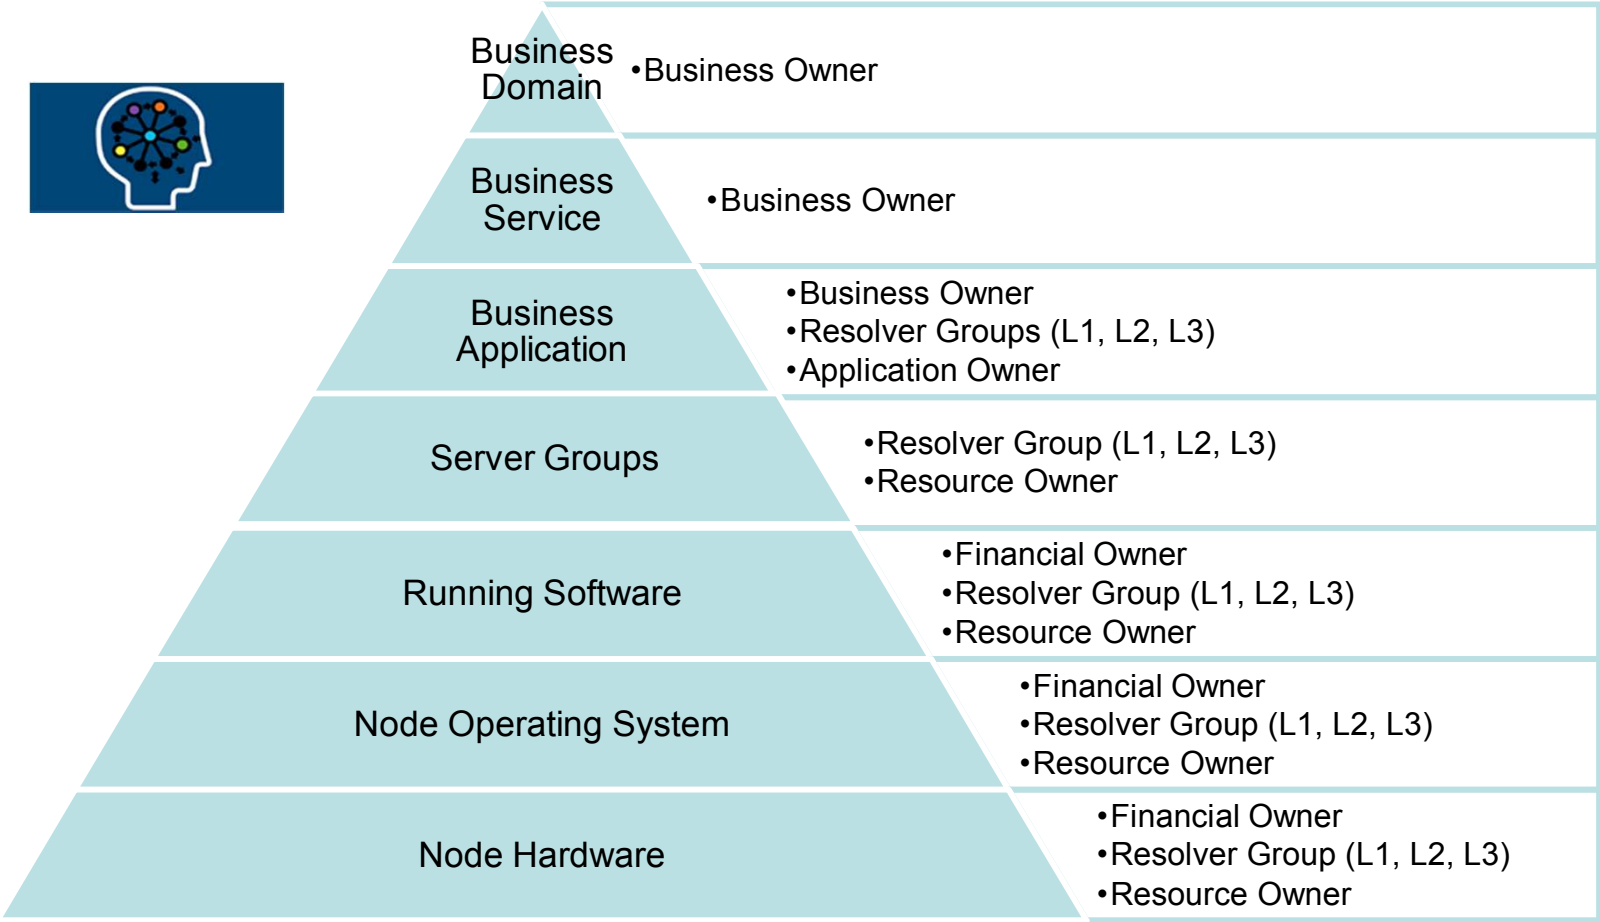 Business
Domain
•Business Owner
Business
Service
•Business Owner
Business
Application
•Business Owner
•Resolver Groups (L1, L2, L3)
•Application Owner
Server Groups
•Resolver Group (L1, L2, L3)
•Resource Owner
Running Software
•Financial Owner
•Resolver Group (L1, L2, L3)
•Resource Owner
Node Operating System
•Financial Owner
•Resolver Group (L1, L2, L3)
•Resource Owner
Node Hardware
•Financial Owner
•Resolver Group (L1, L2, L3)
•Resource Owner